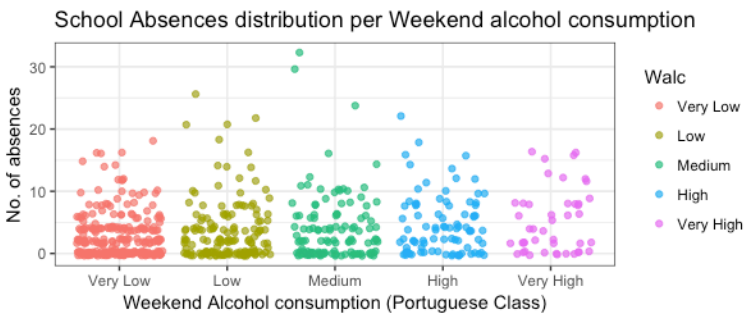 School Absences distribution per Weekend alcohol consumption
No. of absences
30
20
10
0
Very Low
Low
Medium
High
Very High
Weekend Alcohol consumption (Portuguese Class)
Walc
Very Low
Low
Medium
High
Very High